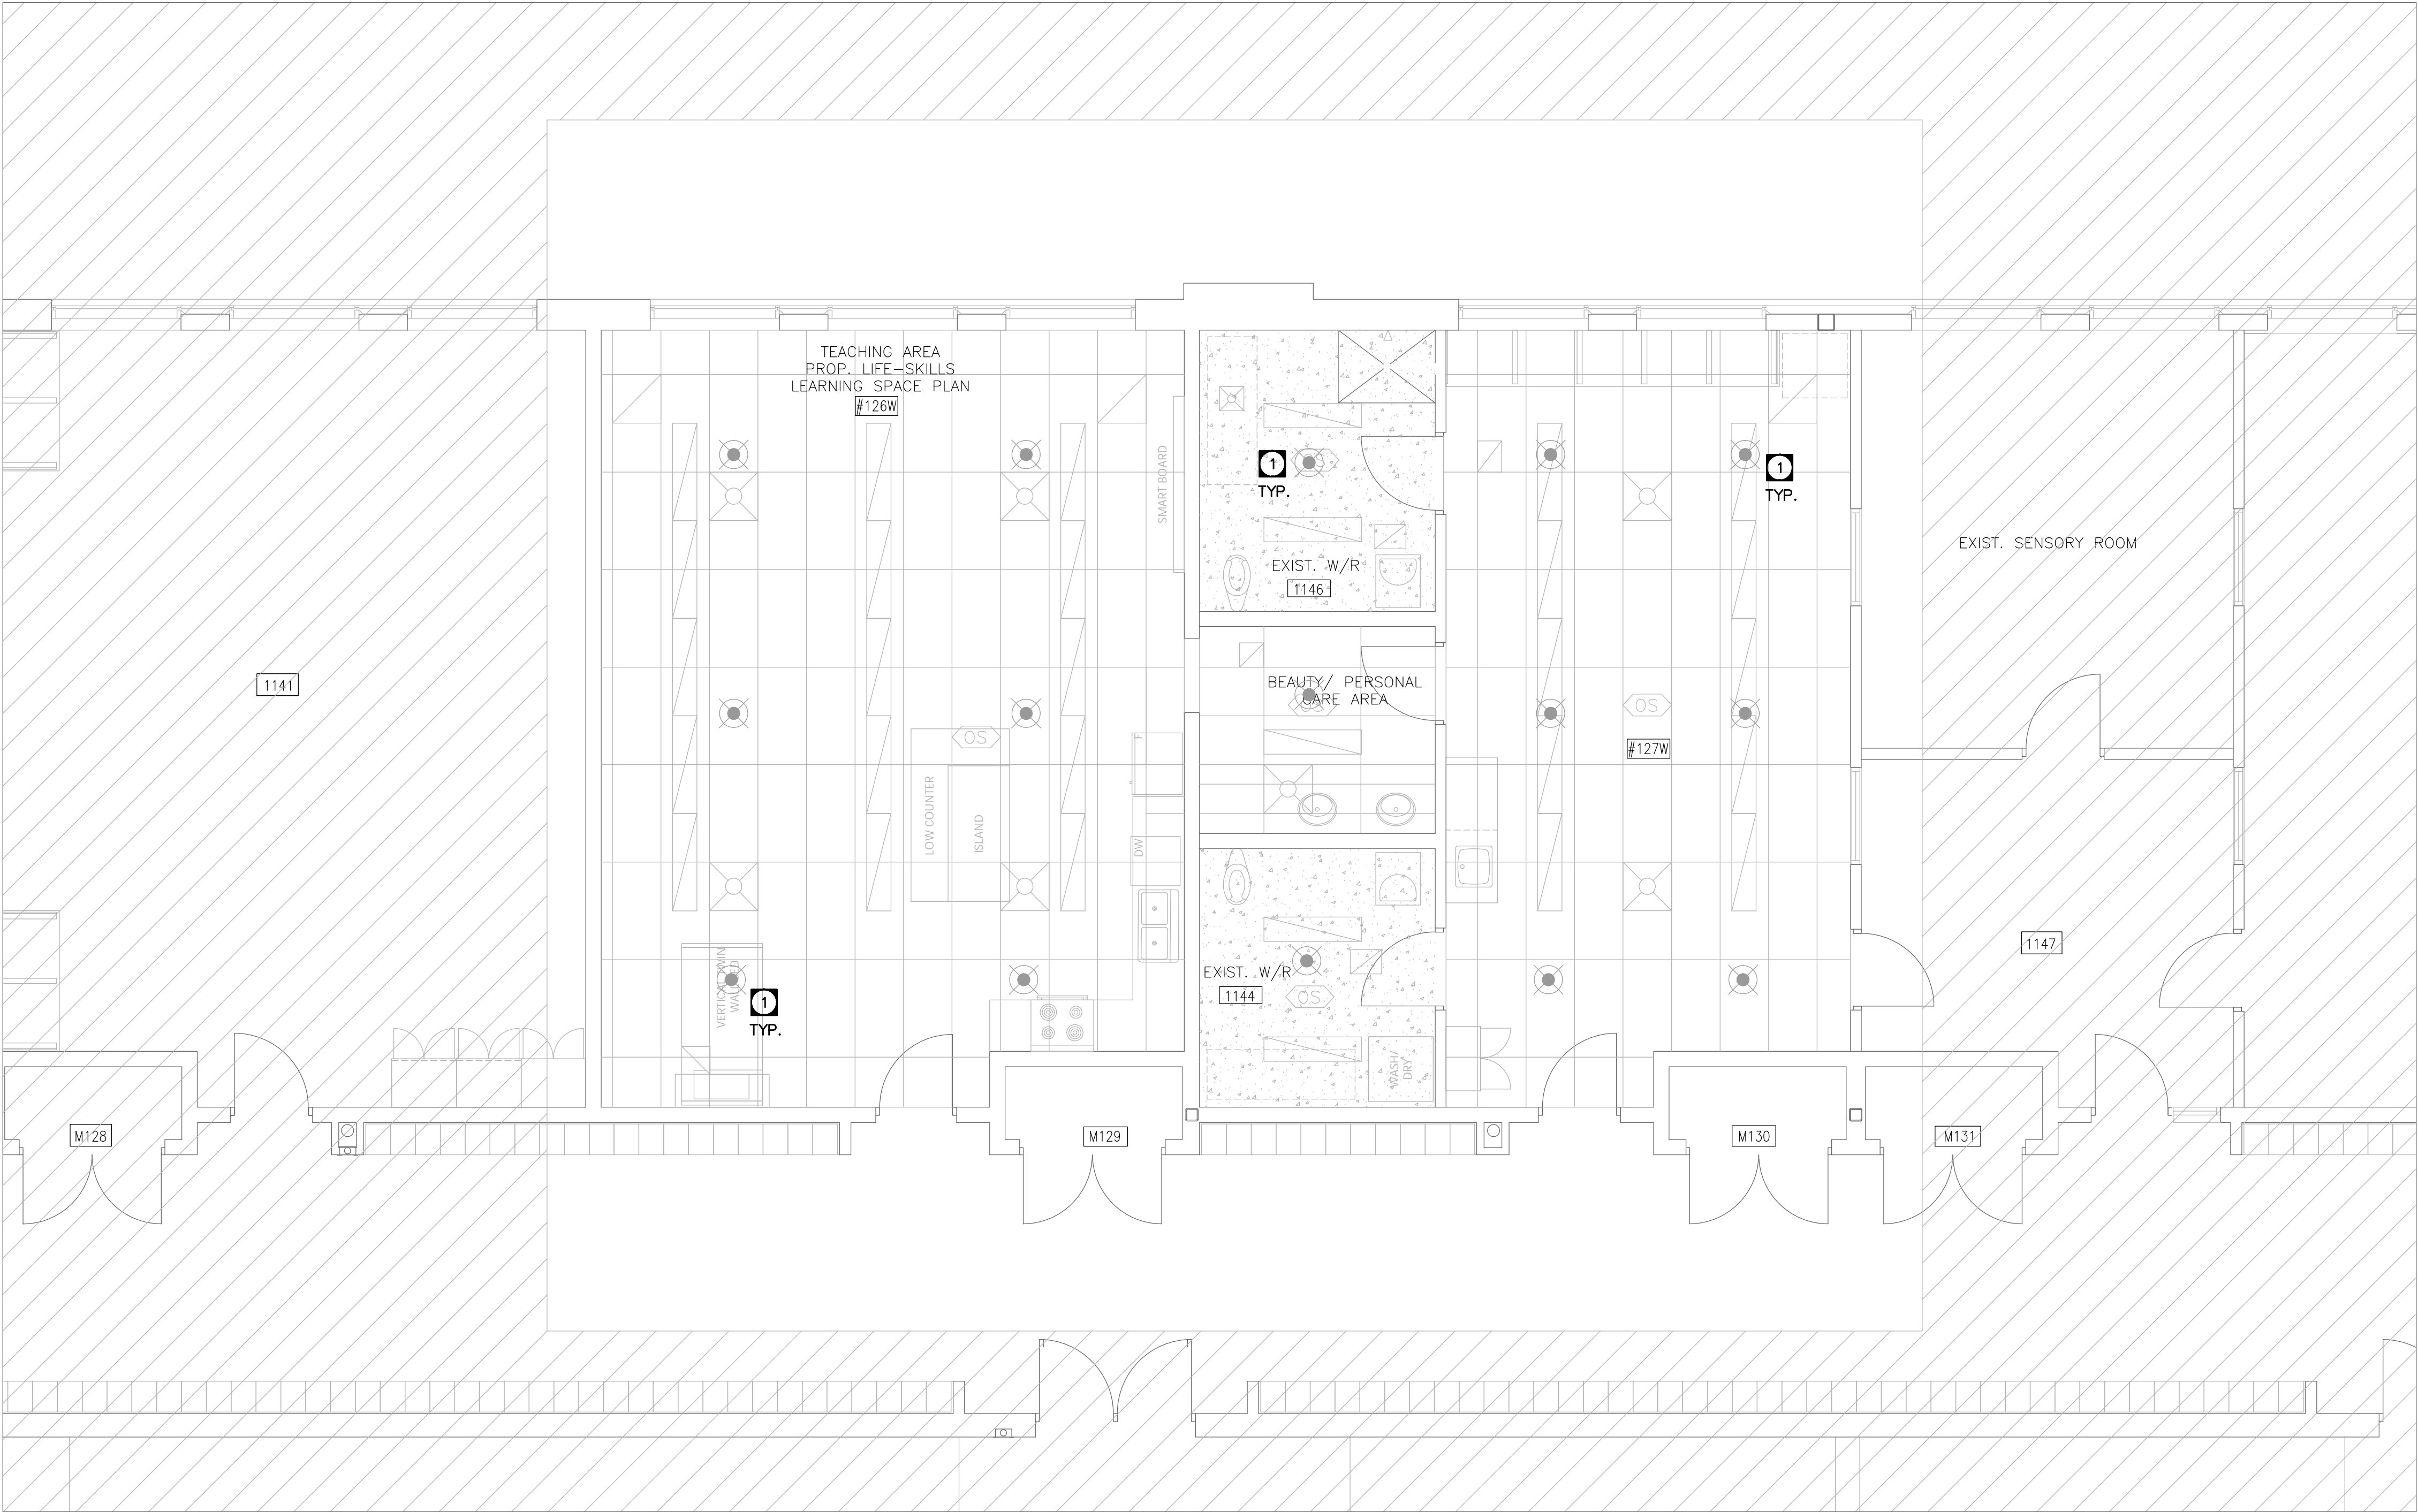 TEACHING AREA
PROP. LIFE-SKILLS
LEARNING SPACE PLAN
#126W
SMART BOARD
1
TYP.
OS
EXIST. W/R
1146
1
TYP.
EXIST. SENSORY ROOM
1141
BEAUTY/ PERSONAL
CARE AREA
OS
OS
#127W
OS
F
LOW COUNTER
ISLAND
DW
1147
VERTICAL
WALL
1
TYP.
EXIST. W/R
1144
OS
WASH/
DRY
M128
M129
M130
M131